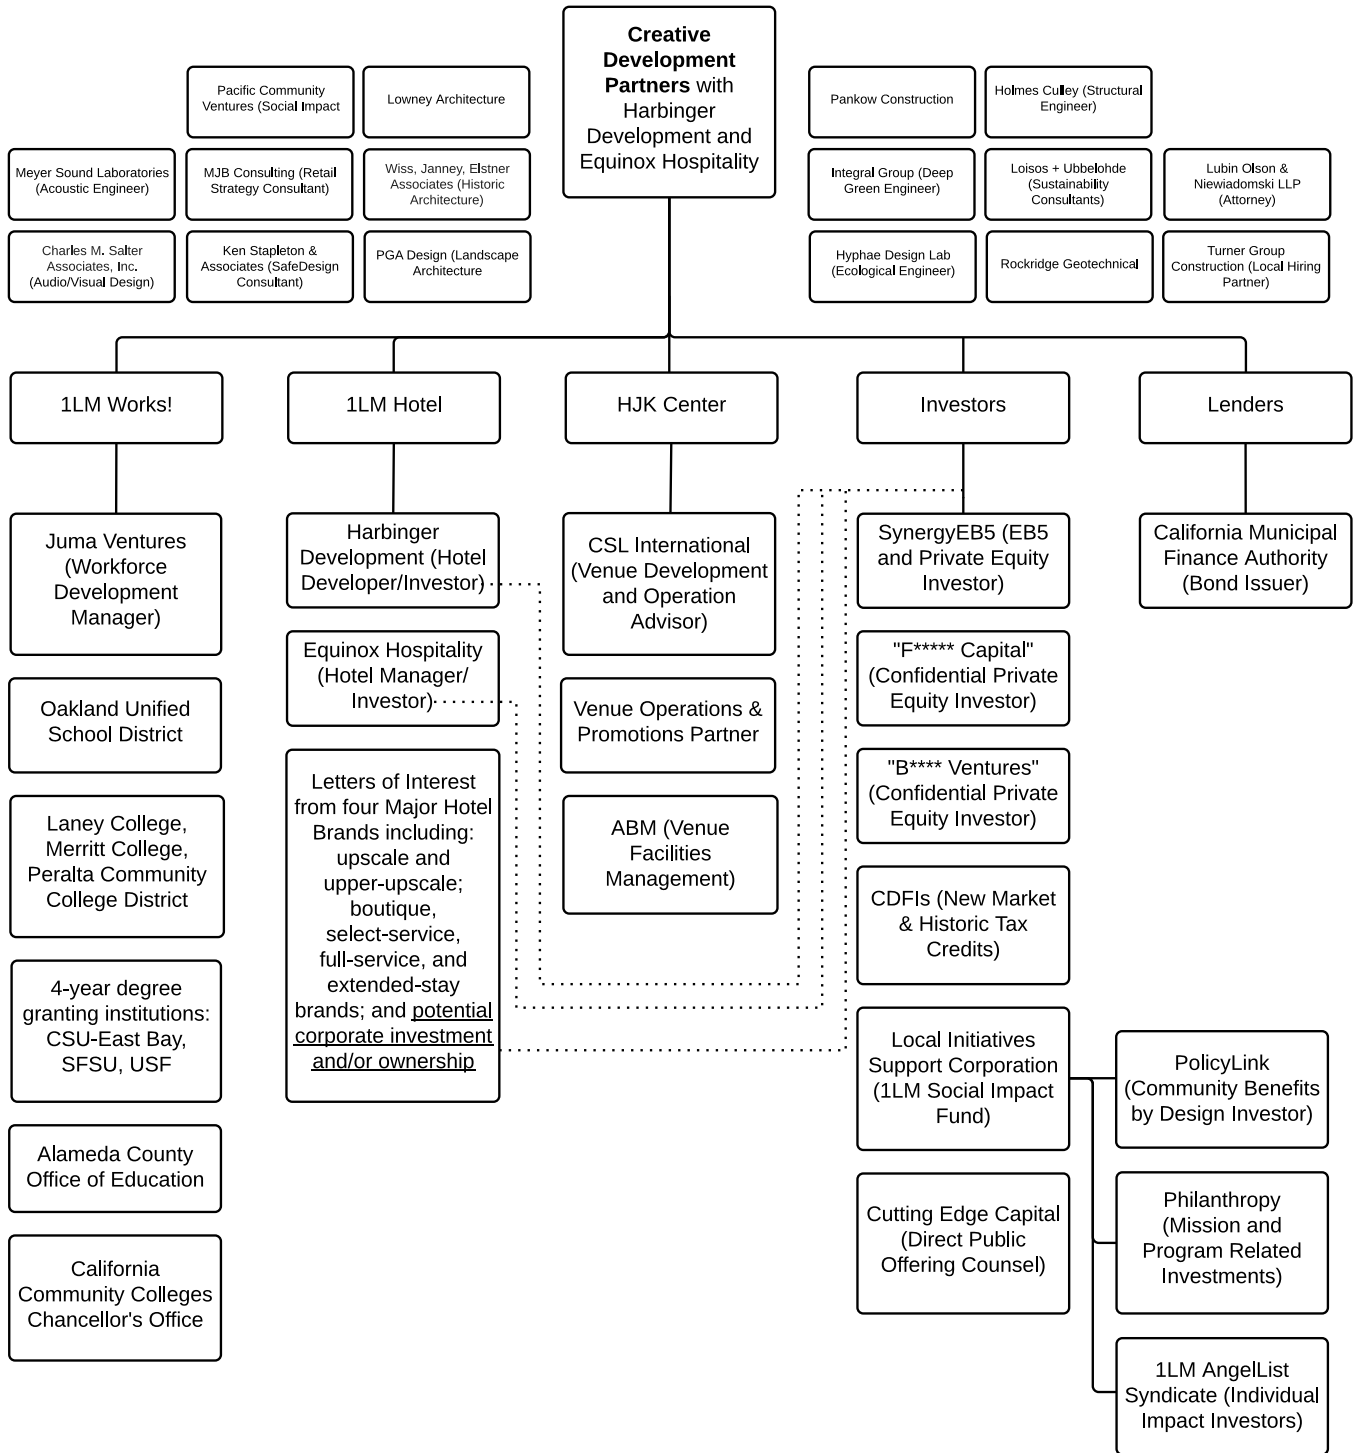 Creative
Development
Partners with
Harbinger
Development and
Equinox Hospitality
Pacific Community
Ventures (Social Impact
Lowney Architecture
Meyer Sound Laboratories
(Acoustic Engineer)
MJB Consulting (Retail
Strategy Consultant)
Wiss, Janney, Elstner
Associates (Historic
Architecture)
Charles M. Salter
Associates, Inc.
(Audio/Visual Design)
Ken Stapleton &
Associates (SafeDesign
Consultant)
PGA Design (Landscape
Architecture
Pankow Construction
Holmes Culley (Structural
Engineer)
Integral Group (Deep
Green Engineer)
Loisos + Ubbelohde
(Sustainability
Consultants)
Lubin Olson &
Niewiadomski LLP
(Attorney)
Hyphae Design Lab
(Ecological Engineer)
Rockridge Geotechnical
Turner Group
Construction (Local Hiring
Partner)
1LM Works!
Juma Ventures
(Workforce
Development
Manager)
Oakland Unified
School District
Laney College,
Merritt College,
Peralta Community
College District
4-year degree
granting institutions:
CSU-East Bay,
SFSU, USF
Alameda County
Office of Education
California
Community Colleges
Chancellor's Office
1LM Hotel
Harbinger
Development (Hotel
Developer/Investor)
Equinox Hospitality
(Hotel Manager/
Investor)
Letters of Interest
from four Major Hotel
Brands including:
upscale and
upper-upscale;
boutique,
select-service,
full-service, and
extended-stay
brands; and potential
corporate investment
and/or ownership
HJK Center
CSL International
(Venue Development
and Operation
Advisor)
Venue Operations &
Promotions Partner
ABM (Venue
Facilities
Management)
Investors
SynergyEB5 (EB5
and Private Equity
Investor)
"F***** Capital"
(Confidential Private
Equity Investor)
"B**** Ventures"
(Confidential Private
Equity Investor)
CDFIs (New Market
& Historic Tax
Credits)
Local Initiatives
Support Corporation
(1LM Social Impact
Fund)
Cutting Edge Capital
(Direct Public
Offering Counsel)
Lenders
California Municipal
Finance Authority
(Bond Issuer)
PolicyLink
(Community Benefits
by Design Investor)
Philanthropy
(Mission and
Program Related
Investments)
1LM AngelList
Syndicate (Individual
Impact Investors)